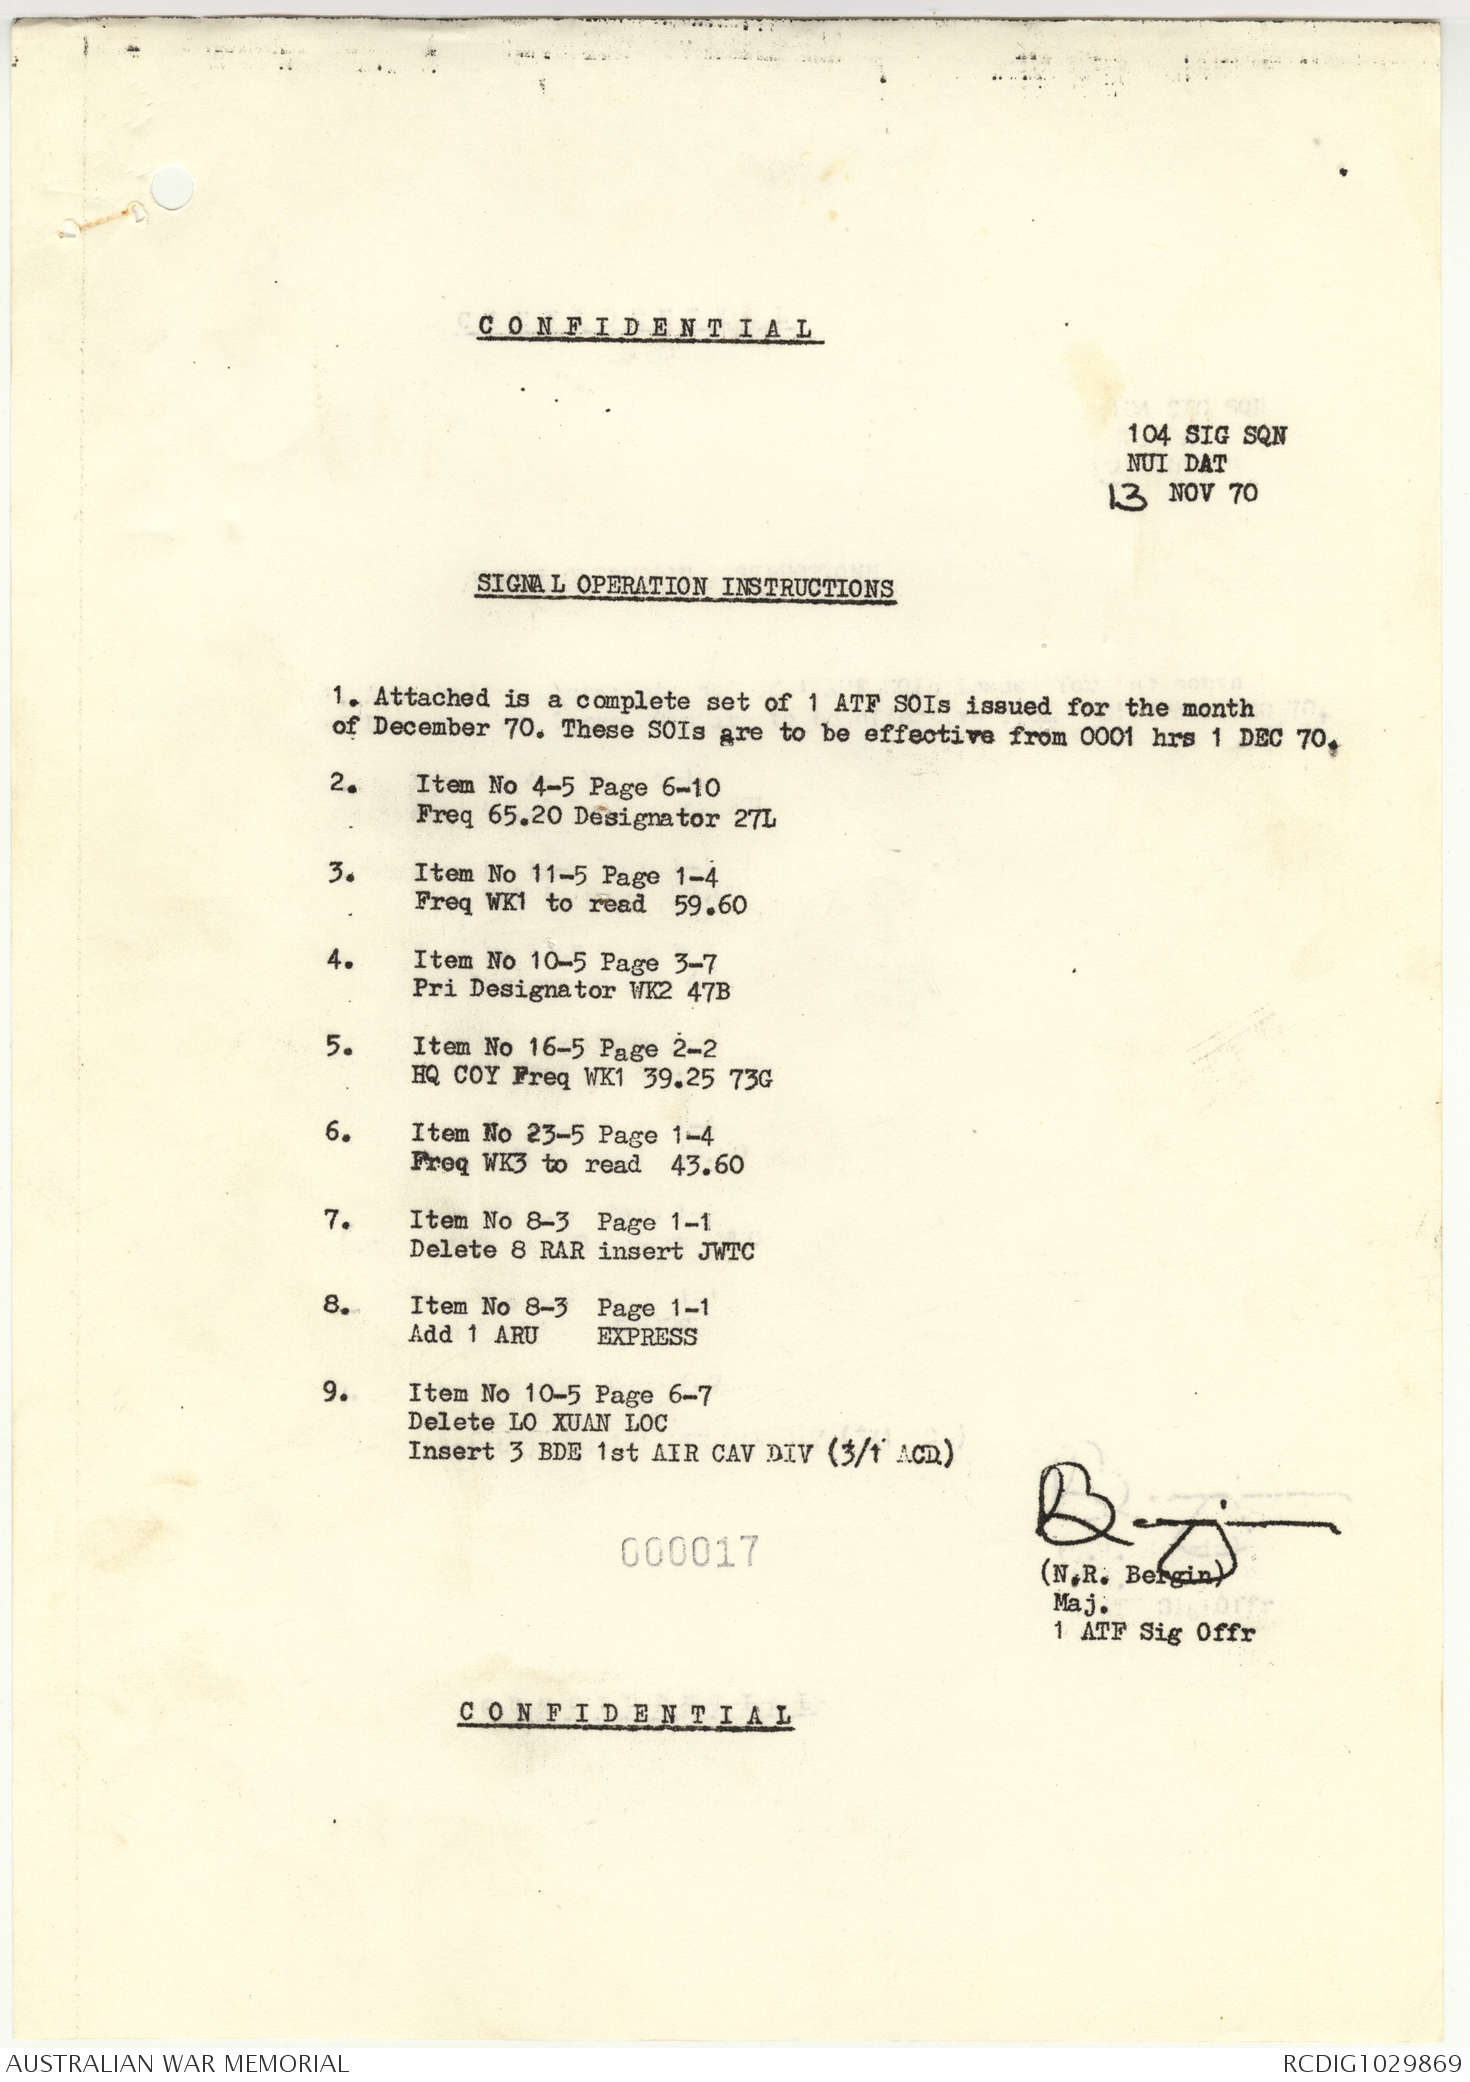 CONFIDENTIAL
104 SIG SQN
NUI DAT
13 NOV 70
SIGNAL OPERATION INSTRUCTIONS
1. Attached is a complete set of 1 ATF SOIs issued for the month
of December 70. These SOIs are to be effective from 0001 hrs 1 DEC 70.
2. Item No 4-5 Page 6-10
Freq 65.20 Designator 27L
3. Item No 11-5 Page 1-4
Freq WK1 to read 59.60
4. Item No 10-5 Page 3-7
Pri Designator WK2 47B
5. Item No 16-5 Page 2-2
HQ COY Freq WK1 39.25 73G
6. Item No 23-5 Page 1-4
Freq WK3 to read 43.60
7. Item No 8-3 Page 1-1
Delete 8 RAR insert JWTC
8. Item No 8-3 Page 1-1
Add 1 ARU EXPRESS
9. Item No 10-5 Page 6-7
Delete LO XUAN LOC
Insert 3 BDE 1st AIR CAV DIV (3/1 ACD)
000017
Bergin
(N.R. Bergin)
Maj.
1 ATF Sig Offr
CONFIDENTIAL
AUSTRALIAN WAR MEMORIAL
RCDIG1029869